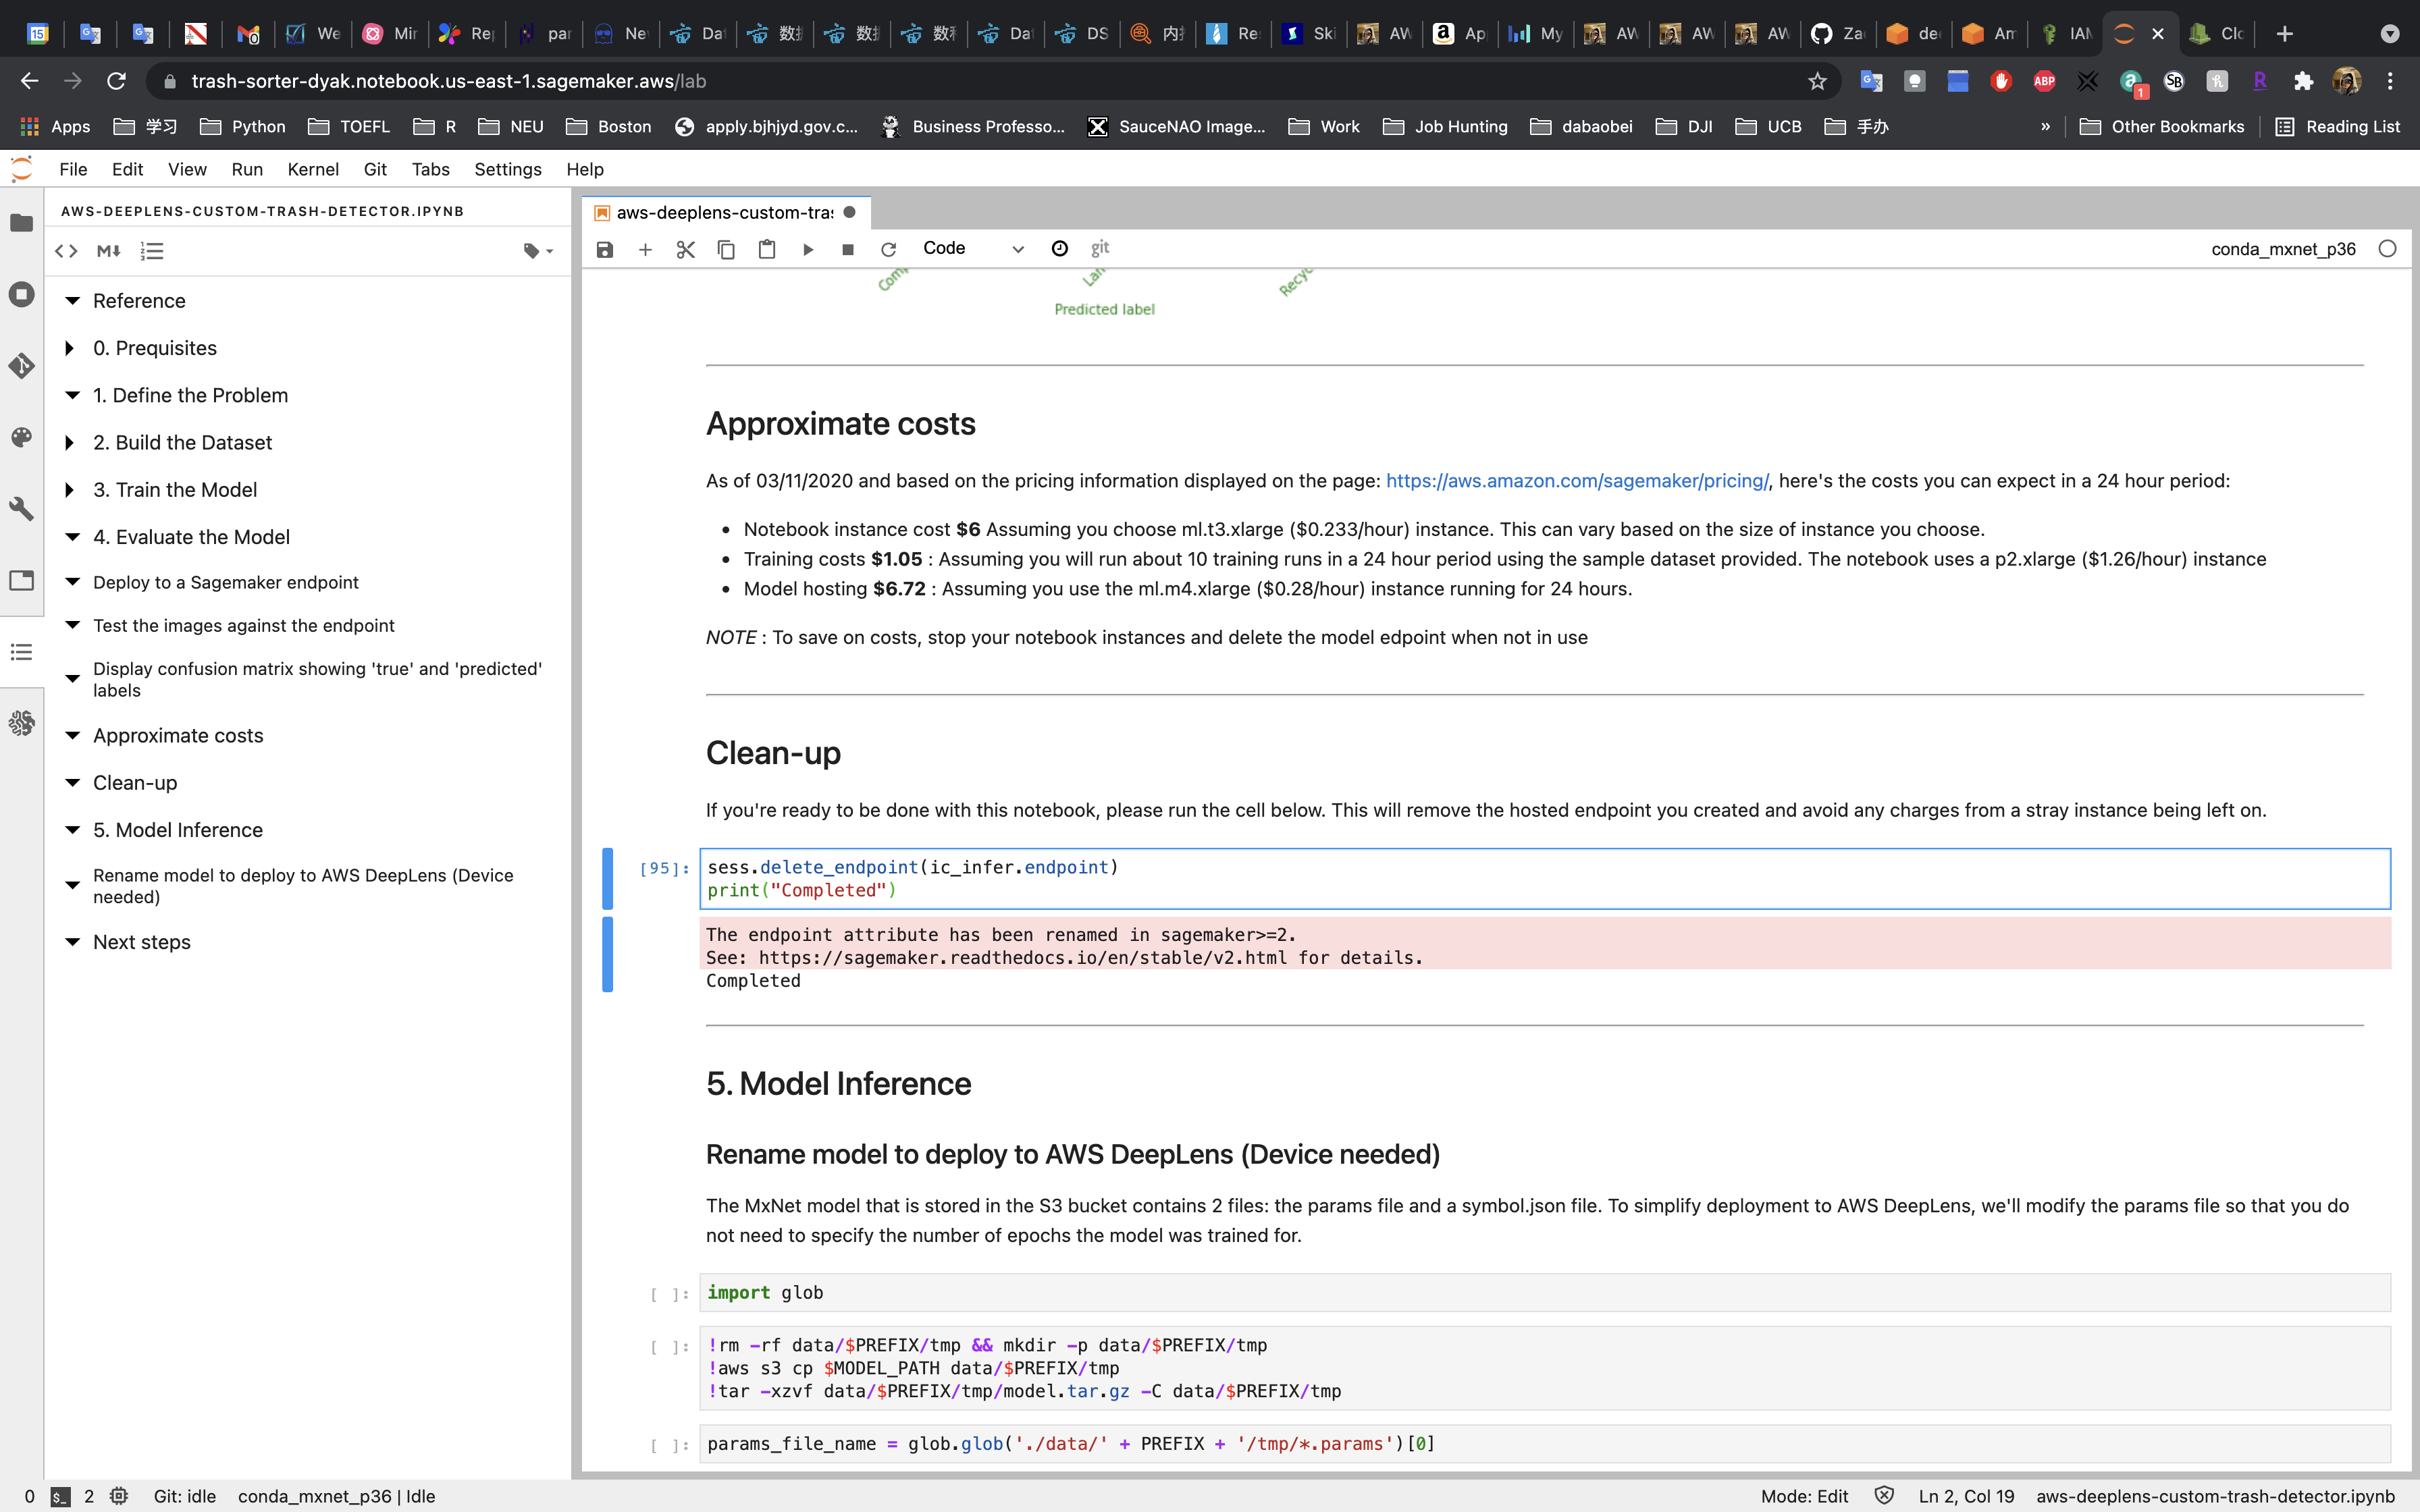 15 We Mir Rep par Ne Da 数据 数据 数科 Da DS 内推 Re Ski AW Ap My AW AW AW Za de Am IAM Clo
trash-sorter-dyak.notebook.us-east-1.sagemaker.aws/lab
Apps 学习 Python TOEFL R NEU Boston apply.bjhjyd.gov.c... Business Professo... SauceNAO Image... Work Job Hunting dabaobei DJI UCB 手办 » Other Bookmarks Reading List
File Edit View Run Kernel Git Tabs Settings Help
AWS-DEEPLENS-CUSTOM-TRASH-DETECTOR.IPYNB
Reference
0. Prequisites
1. Define the Problem
2. Build the Dataset
3. Train the Model
4. Evaluate the Model
Deploy to a Sagemaker endpoint
Test the images against the endpoint
Display confusion matrix showing 'true' and 'predicted'
labels
Approximate costs
Clean-up
5. Model Inference
Rename model to deploy to AWS DeepLens (Device
needed)
Next steps
aws-deeplens-custom-tras
Code git conda_mxnet_p36
Predicted label
Approximate costs
As of 03/11/2020 and based on the pricing information displayed on the page: https://aws.amazon.com/sagemaker/pricing/, here's the costs you can expect in a 24 hour period:
• Notebook instance cost $6 Assuming you choose ml.t3.xlarge ($0.233/hour) instance. This can vary based on the size of instance you choose.
• Training costs $1.05 : Assuming you will run about 10 training runs in a 24 hour period using the sample dataset provided. The notebook uses a p2.xlarge ($1.26/hour) instance
• Model hosting $6.72 : Assuming you use the ml.m4.xlarge ($0.28/hour) instance running for 24 hours.
NOTE : To save on costs, stop your notebook instances and delete the model edpoint when not in use
Clean-up
If you're ready to be done with this notebook, please run the cell below. This will remove the hosted endpoint you created and avoid any charges from a stray instance being left on.
[95]: sess.delete_endpoint(ic_infer.endpoint)
print("Completed")
The endpoint attribute has been renamed in sagemaker>=2.
See: https://sagemaker.readthedocs.io/en/stable/v2.html for details.
Completed
5. Model Inference
Rename model to deploy to AWS DeepLens (Device needed)
The MxNet model that is stored in the S3 bucket contains 2 files: the params file and a symbol.json file. To simplify deployment to AWS DeepLens, we'll modify the params file so that you do
not need to specify the number of epochs the model was trained for.
[ ]: import glob
[ ]: !rm -rf data/$PREFIX/tmp && mkdir -p data/$PREFIX/tmp
!aws s3 cp $MODEL_PATH data/$PREFIX/tmp
!tar -xzvf data/$PREFIX/tmp/model.tar.gz -C data/$PREFIX/tmp
[ ]: params_file_name = glob.glob('./data/' + PREFIX + '/tmp/*.params')[0]
0 2 Git: idle conda_mxnet_p36 | Idle Mode: Edit Ln 2, Col 19 aws-deeplens-custom-trash-detector.ipynb